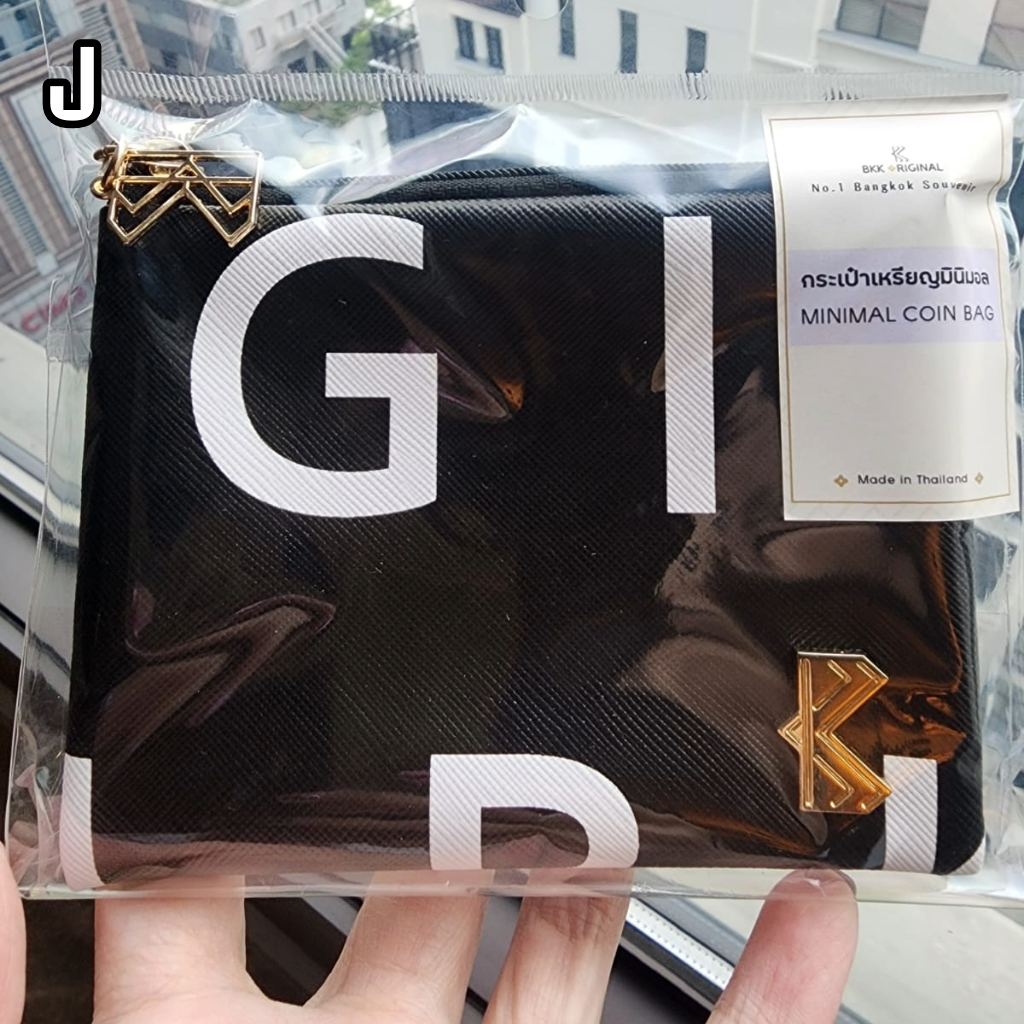 J
BKK ORIGINAL
No.1 Bangkok Souvenir
กระเป๋าเหรียญมินิมอล
MINIMAL COIN BAG
G I
Made in Thailand